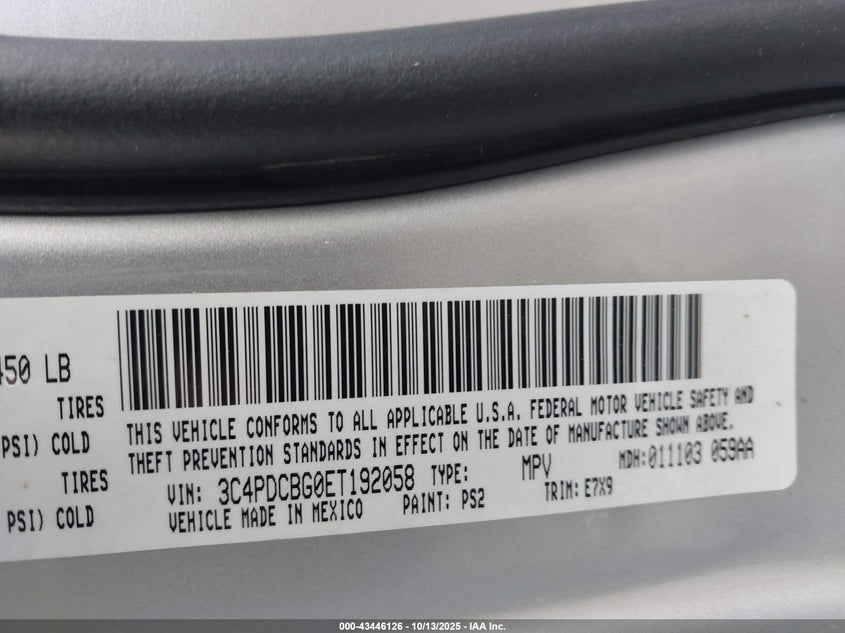 450 LB
TIRES
PSI) COLD
TIRES
PSI) COLD
THIS VEHICLE CONFORMS TO ALL APPLICABLE U.S.A. FEDERAL MOTOR VEHICLE SAFETY AND
THEFT PREVENTION STANDARDS IN EFFECT ON THE DATE OF MANUFACTURE SHOWN ABOVE.
VIN: 3C4PDCBG0ET192058 TYPE: MPV MDH:011103 059AA
VEHICLE MADE IN MEXICO PAINT: PS2 TRIM: E7X9
000-43446126 - 10/13/2025 - IAA Inc.